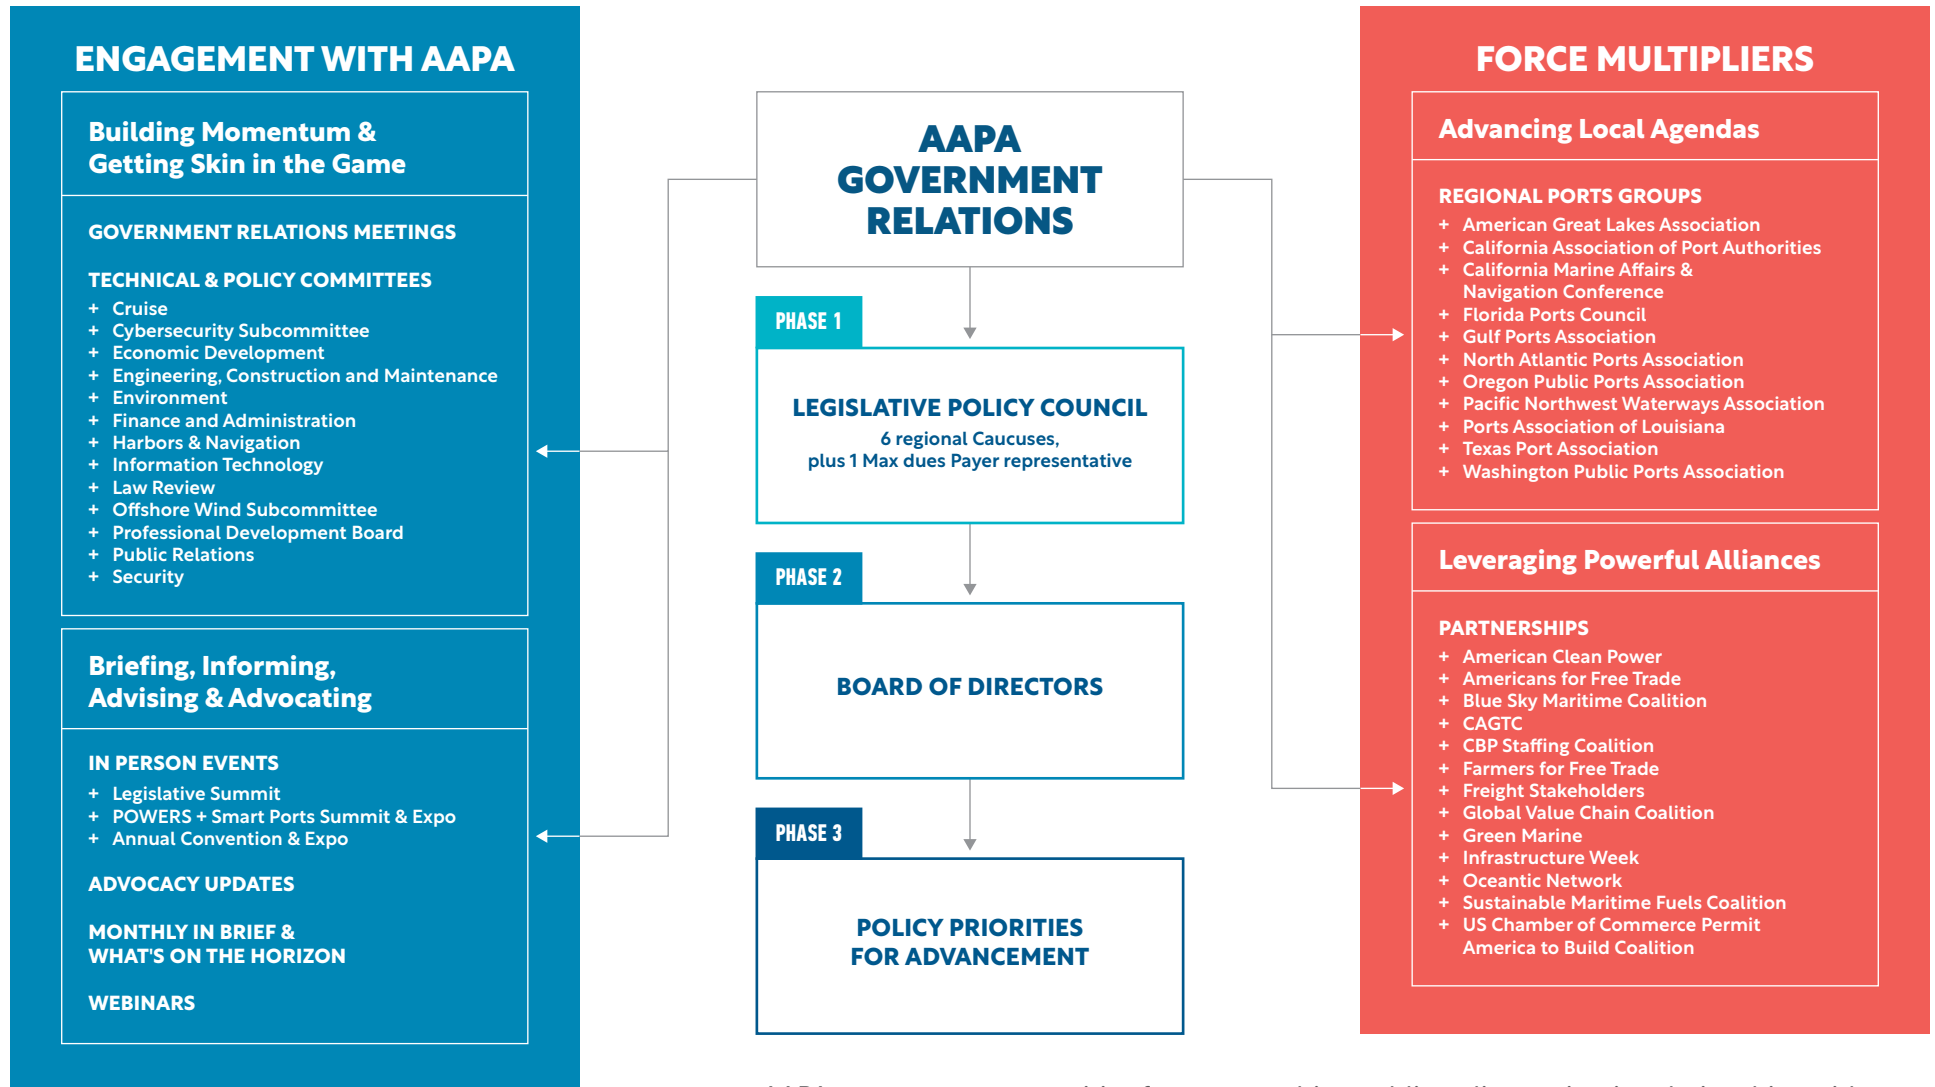 ENGAGEMENT WITH AAPA
Building Momentum &
Getting Skin in the Game
GOVERNMENT RELATIONS MEETINGS
TECHNICAL & POLICY COMMITTEES
+ Cruise
+ Cybersecurity Subcommittee
+ Economic Development
+ Engineering, Construction and Maintenance
+ Environment
+ Finance and Administration
+ Harbors & Navigation
+ Information Technology
+ Law Review
+ Offshore Wind Subcommittee
+ Professional Development Board
+ Public Relations
+ Security
Briefing, Informing,
Advising & Advocating
IN PERSON EVENTS
+ Legislative Summit
+ POWERS + Smart Ports Summit & Expo
+ Annual Convention & Expo
ADVOCACY UPDATES
MONTHLY IN BRIEF &
WHAT'S ON THE HORIZON
WEBINARS
AAPA
GOVERNMENT
RELATIONS
PHASE 1
LEGISLATIVE POLICY COUNCIL
6 regional Caucuses,
plus 1 Max dues Payer representative
PHASE 2
BOARD OF DIRECTORS
PHASE 3
POLICY PRIORITIES
FOR ADVANCEMENT
FORCE MULTIPLIERS
Advancing Local Agendas
REGIONAL PORTS GROUPS
+ American Great Lakes Association
+ California Association of Port Authorities
+ California Marine Affairs &
Navigation Conference
+ Florida Ports Council
+ Gulf Ports Association
+ North Atlantic Ports Association
+ Oregon Public Ports Association
+ Pacific Northwest Waterways Association
+ Ports Association of Louisiana
+ Texas Port Association
+ Washington Public Ports Association
Leveraging Powerful Alliances
PARTNERSHIPS
+ American Clean Power
+ Americans for Free Trade
+ Blue Sky Maritime Coalition
+ CAGTC
+ CBP Staffing Coalition
+ Farmers for Free Trade
+ Freight Stakeholders
+ Global Value Chain Coalition
+ Green Marine
+ Infrastructure Week
+ Oceantic Network
+ Sustainable Maritime Fuels Coalition
+ US Chamber of Commerce Permit
America to Build Coalition